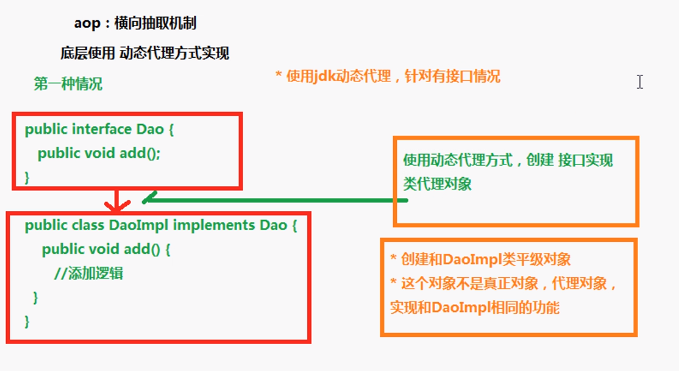 aop：横向抽取机制
底层使用 动态代理方式实现
第一种情况
* 使用jdk动态代理，针对有接口情况
public interface Dao {
public void add();
}
public class DaoImpl implements Dao {
public void add() {
//添加逻辑
}
}
使用动态代理方式，创建 接口实现
类代理对象
* 创建和DaoImpl类平级对象
* 这个对象不是真正对象，代理对象，
实现和DaoImpl相同的功能